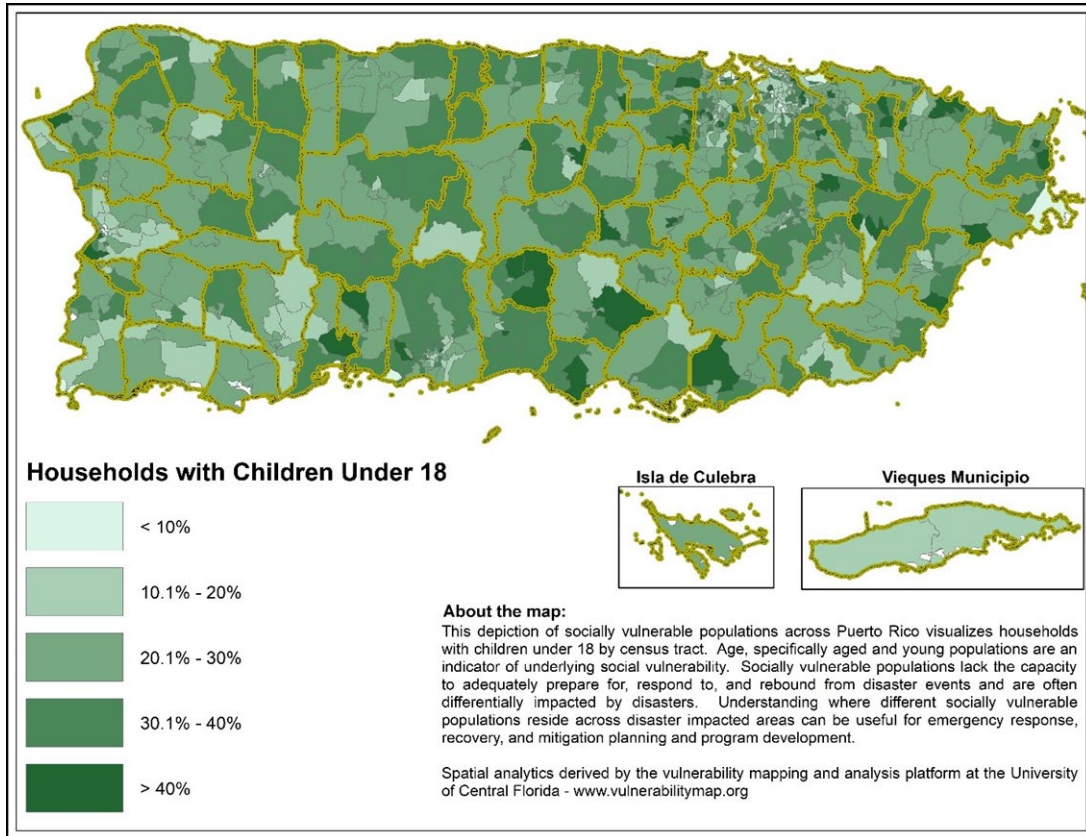 Households with Children Under 18
< 10%
10.1% - 20%
20.1% - 30%
30.1% - 40%
> 40%
Isla de Culebra
Vieques Municipio
About the map:
This depiction of socially vulnerable populations across Puerto Rico visualizes households
with children under 18 by census tract. Age, specifically aged and young populations are an
indicator of underlying social vulnerability. Socially vulnerable populations lack the capacity
to adequately prepare for, respond to, and rebound from disaster events and are often
differentially impacted by disasters. Understanding where different socially vulnerable
populations reside across disaster impacted areas can be useful for emergency response,
recovery, and mitigation planning and program development.
Spatial analytics derived by the vulnerability mapping and analysis platform at the University
of Central Florida - www.vulnerabilitymap.org